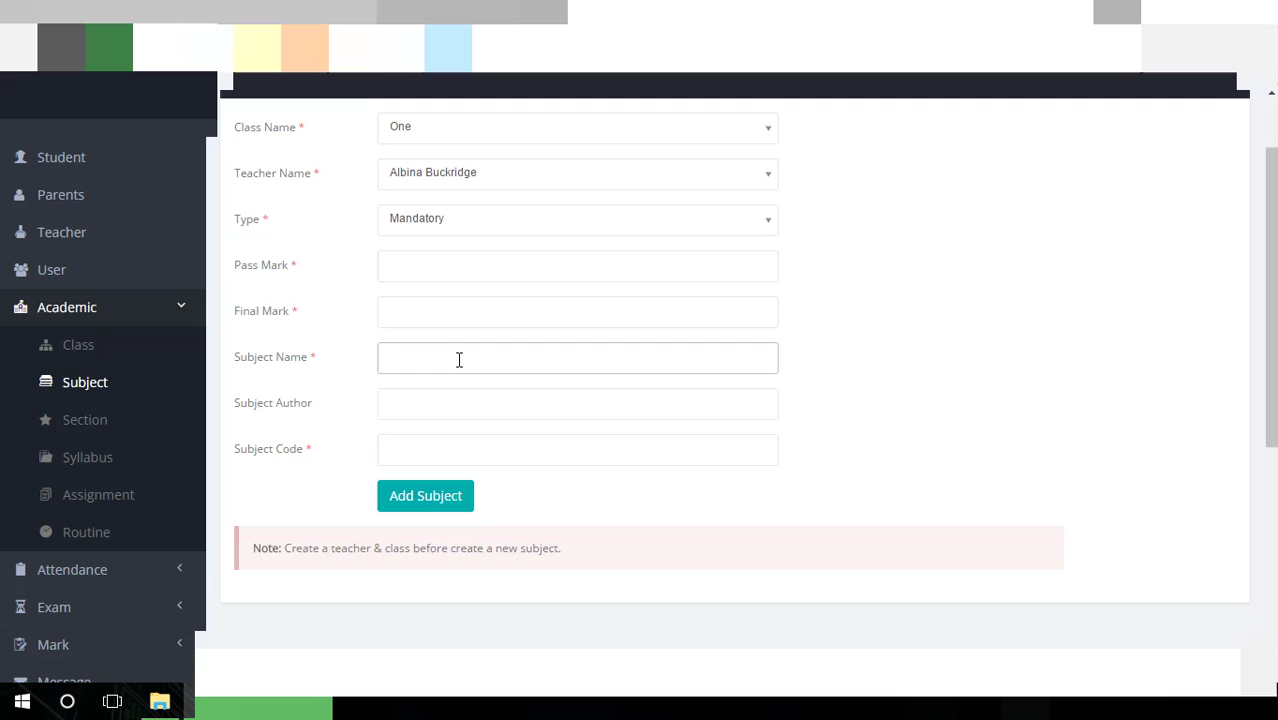 Student
Parents
Teacher
User
Academic
Class
Subject
Section
Syllabus
Assignment
Routine
Attendance
Exam
Mark
Message
Class Name *
One
Teacher Name *
Albina Buckridge
Type *
Mandatory
Pass Mark *
Final Mark *
Subject Name *
Subject Author
Subject Code *
Add Subject
Note: Create a teacher & class before create a new subject.